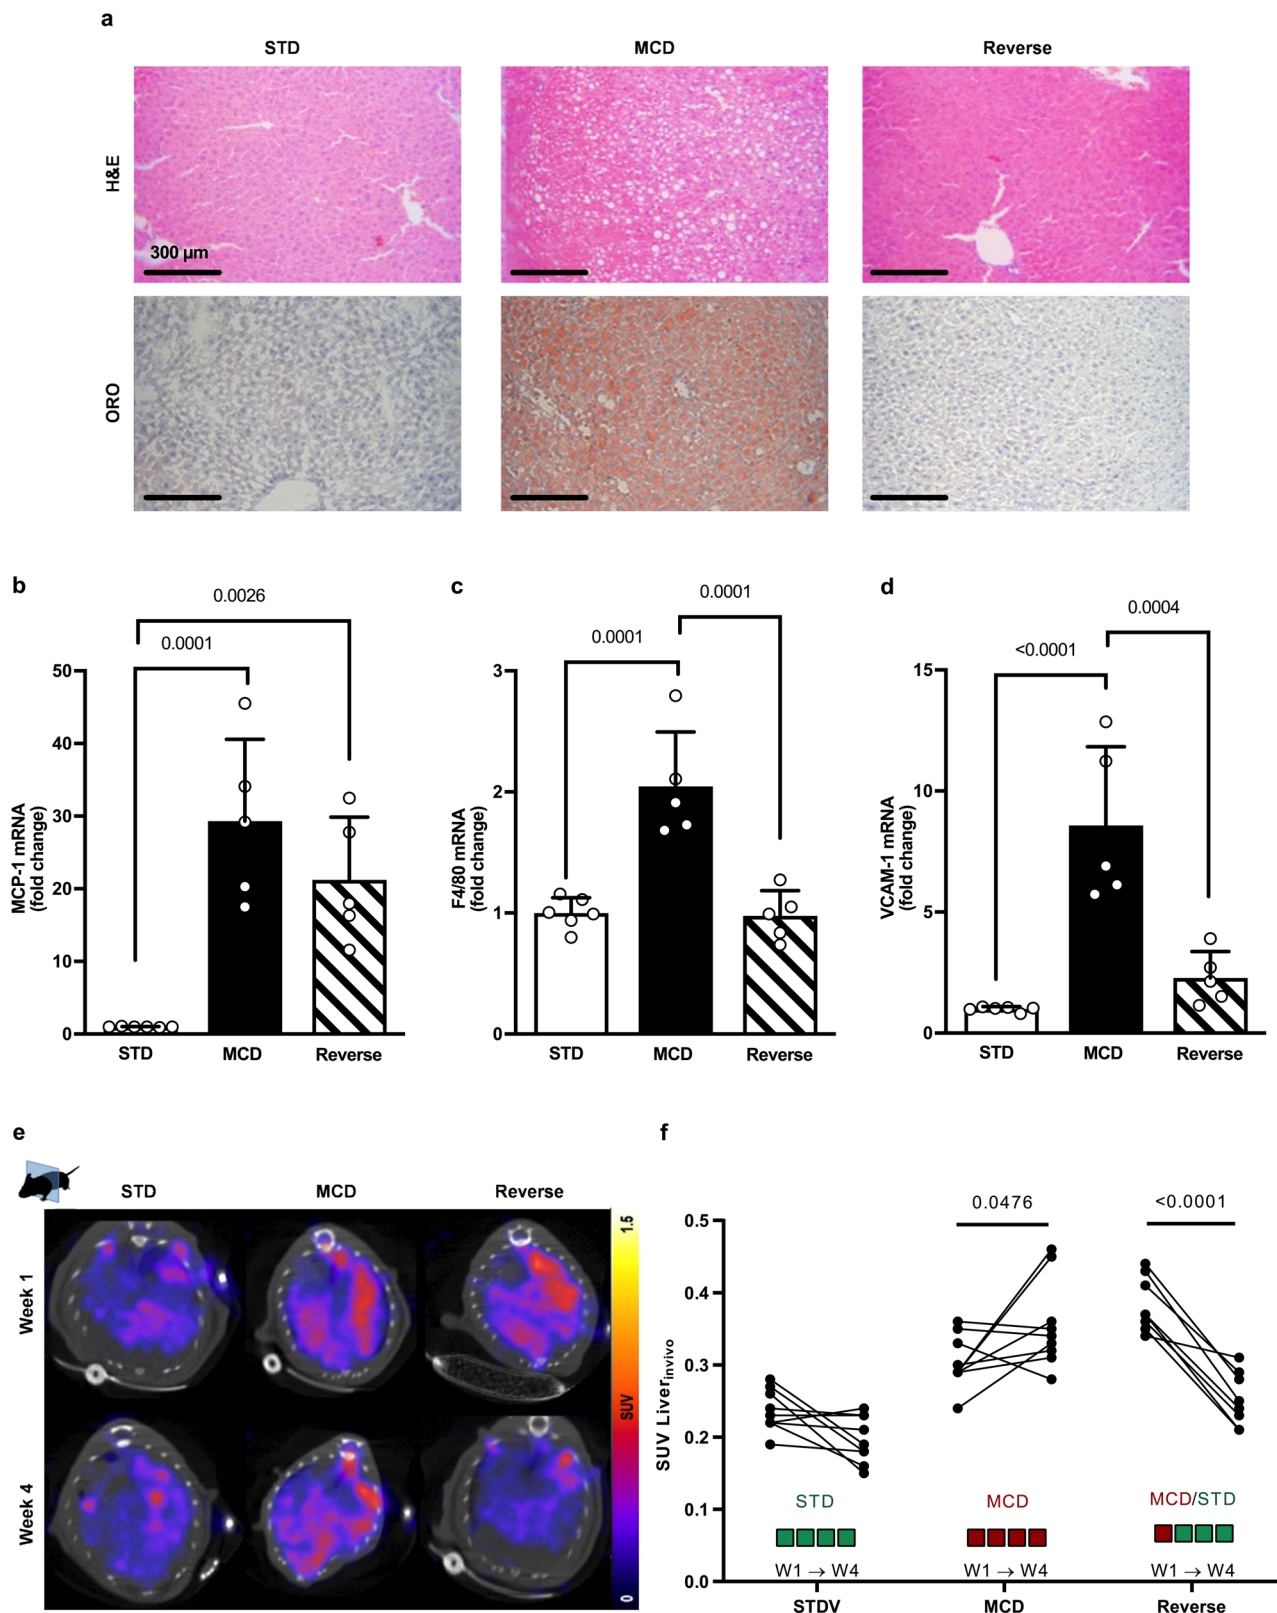 a
STD MCD Reverse
H&E
300 µm
ORO
b
0.0026
0.0001
MCP-1 mRNA
(fold change)
50
40
30
20
10
0
STD MCD Reverse
c
0.0001
0.0001
F4/80 mRNA
(fold change)
3
2
1
0
STD MCD Reverse
d
0.0004
<0.0001
VCAM-1 mRNA
(fold change)
15
10
5
0
STD MCD Reverse
e
STD MCD Reverse
Week 1
Week 4
1.5
SUV
0
f
0.0476 <0.0001
SUV Liverinvivo
0.5
0.4
0.3
0.2
0.1
0.0
STD MCD MCD/STD
W1 → W4 W1 → W4 W1 → W4
STDV MCD Reverse